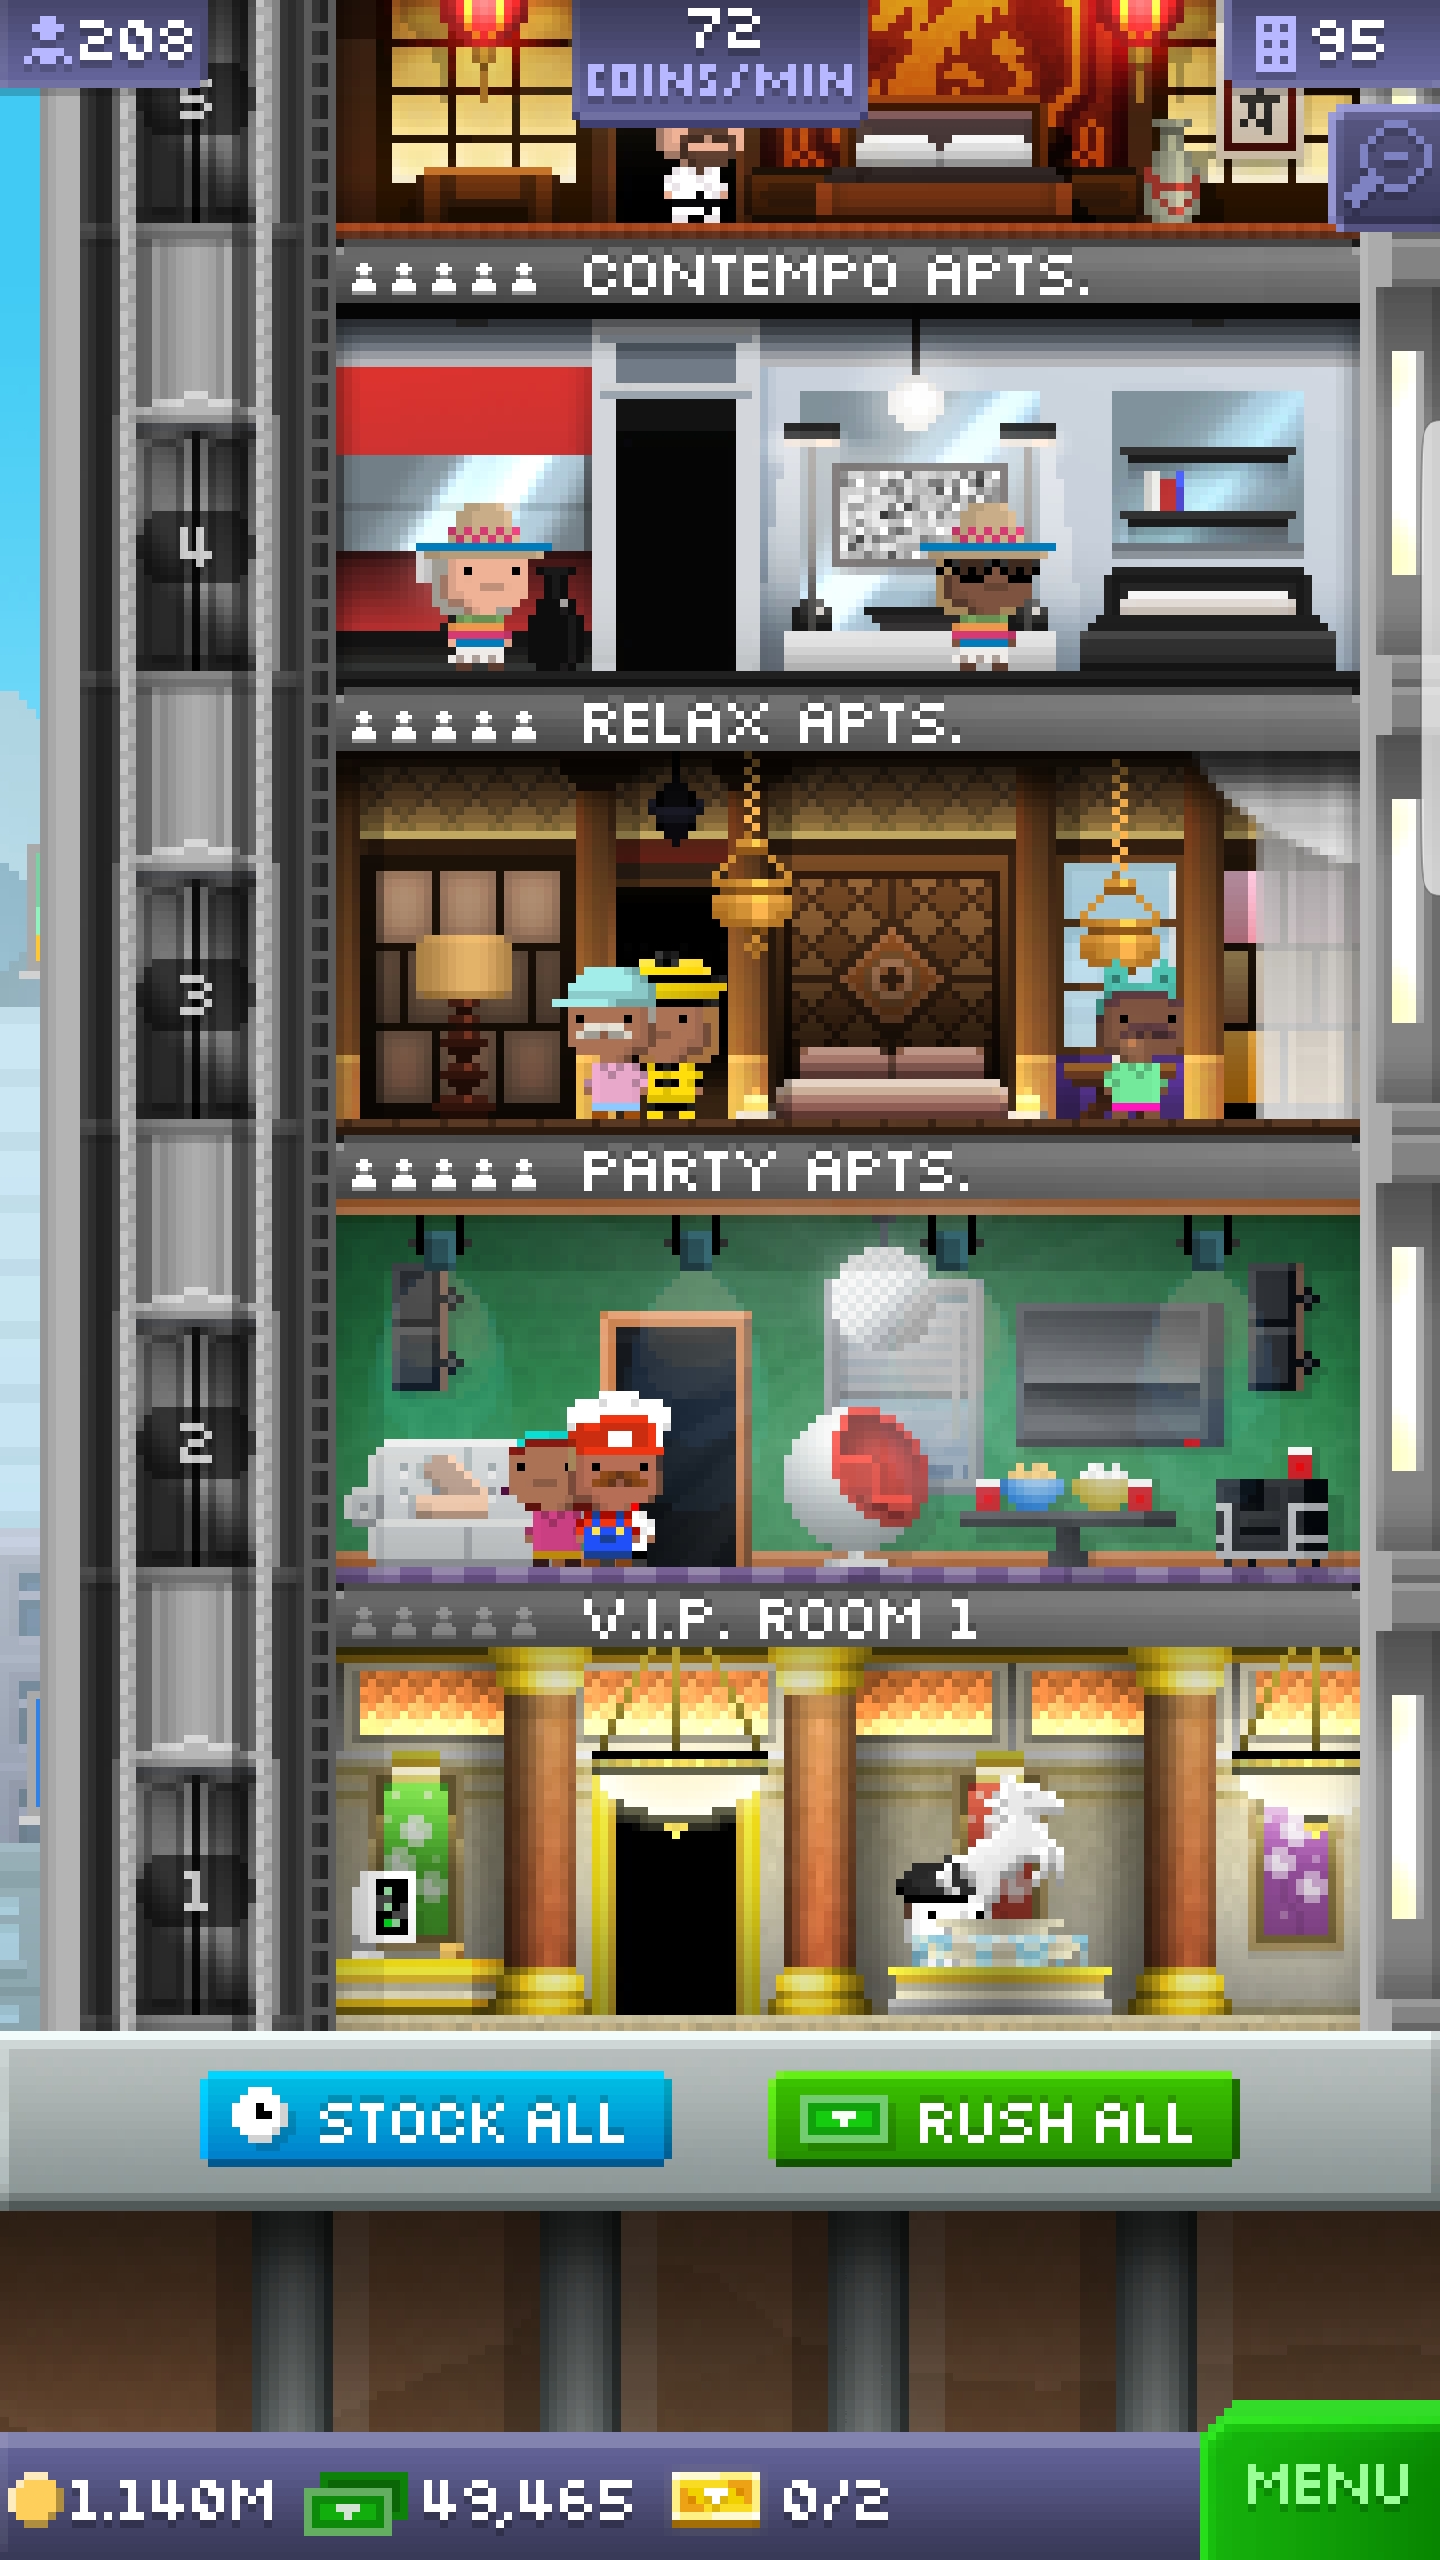 208
72
COINS/MIN
95
5
CONTEMPO APTS.
4
RELAX APTS.
3
PARTY APTS.
2
V.I.P. ROOM 1
1
STOCK ALL
RUSH ALL
1.140M
49,465
0/2
MENU